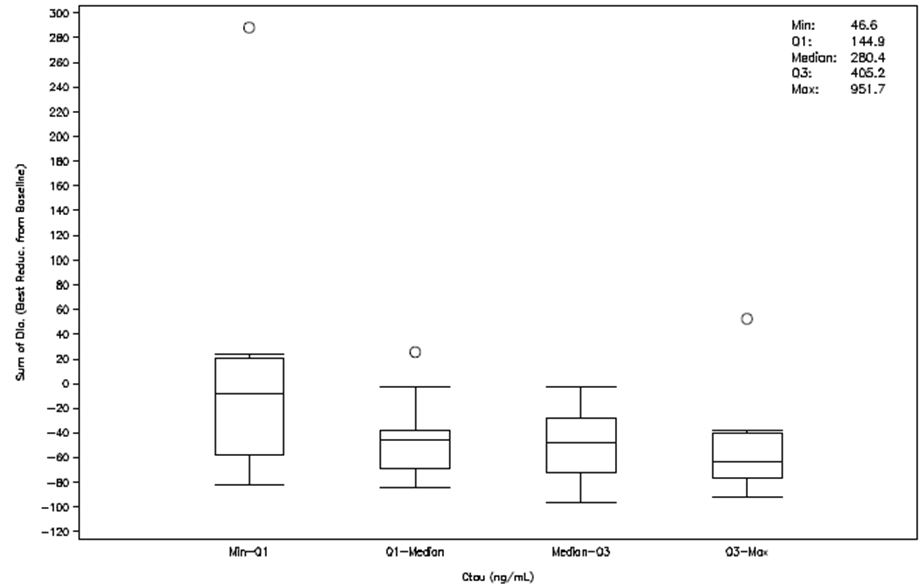 Sum of Dia. (Best Reduc. from Baseline)
300
280
260
240
220
200
180
160
140
120
100
80
60
40
20
0
−20
−40
−60
−80
−100
−120
Min: 46.6
Q1: 144.9
Median: 280.4
Q3: 405.2
Max: 951.7
Min−Q1 Q1−Median Median−Q3 Q3−Max
Ctau (ng/mL)